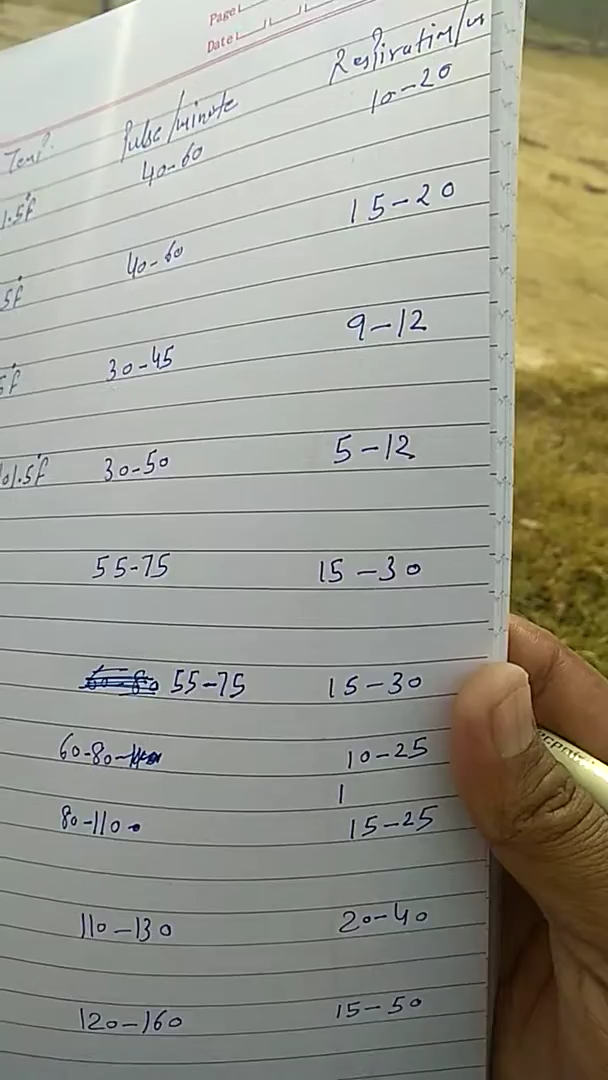 Page
Date
Temp. Pulse/minute Respiration/m
1.5f 40-60 10-20
5f 40-60 15-20
5f 30-45 9-12
01.5f 30-50 5-12
55-75 15-30
55-75 15-30
60-80- 10-25
1
80-110 15-25
110-130 20-40
120-160 15-50